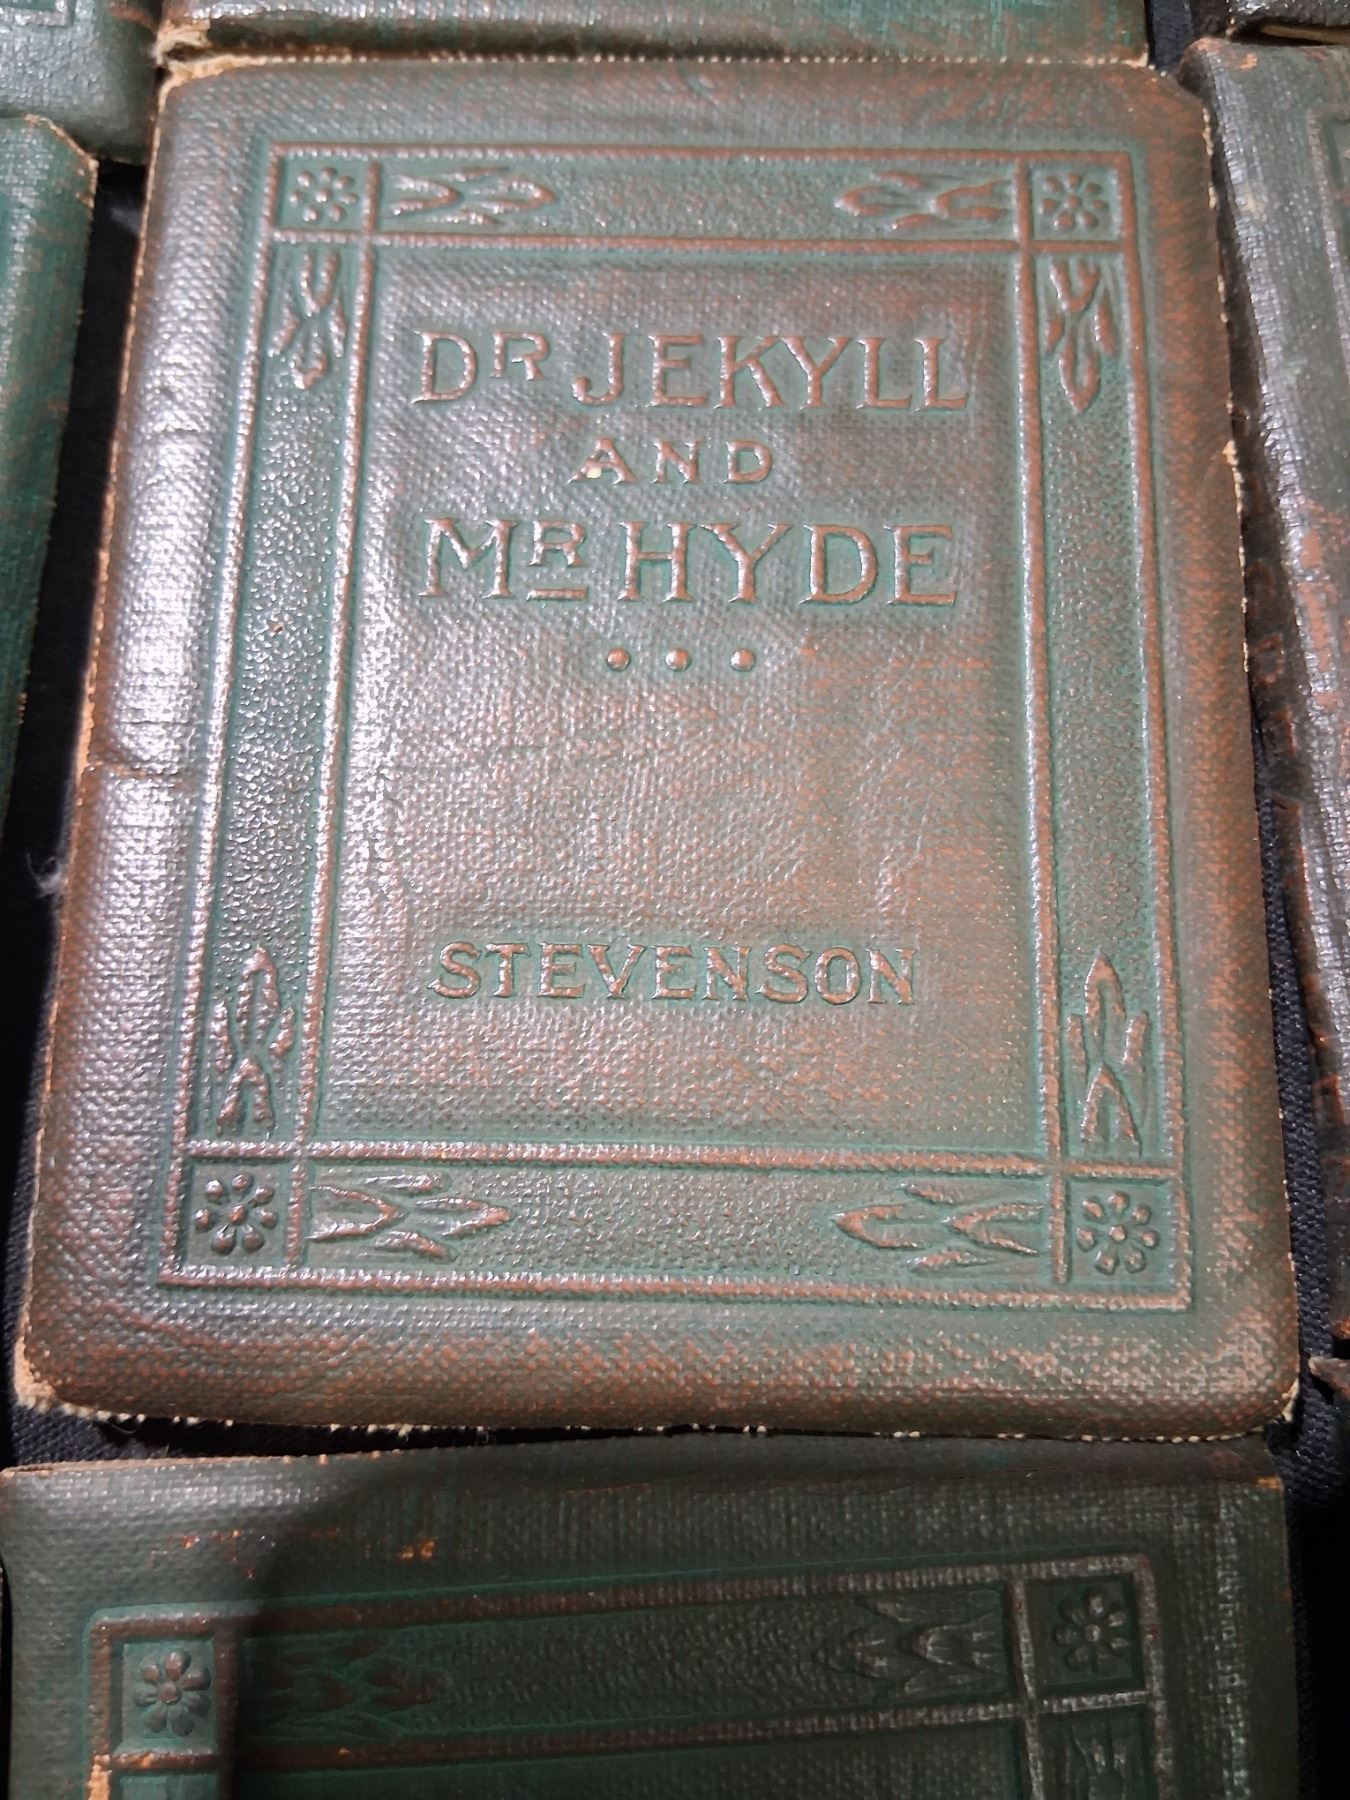 DR JEKYLL
AND
MR HYDE
...
STEVENSON